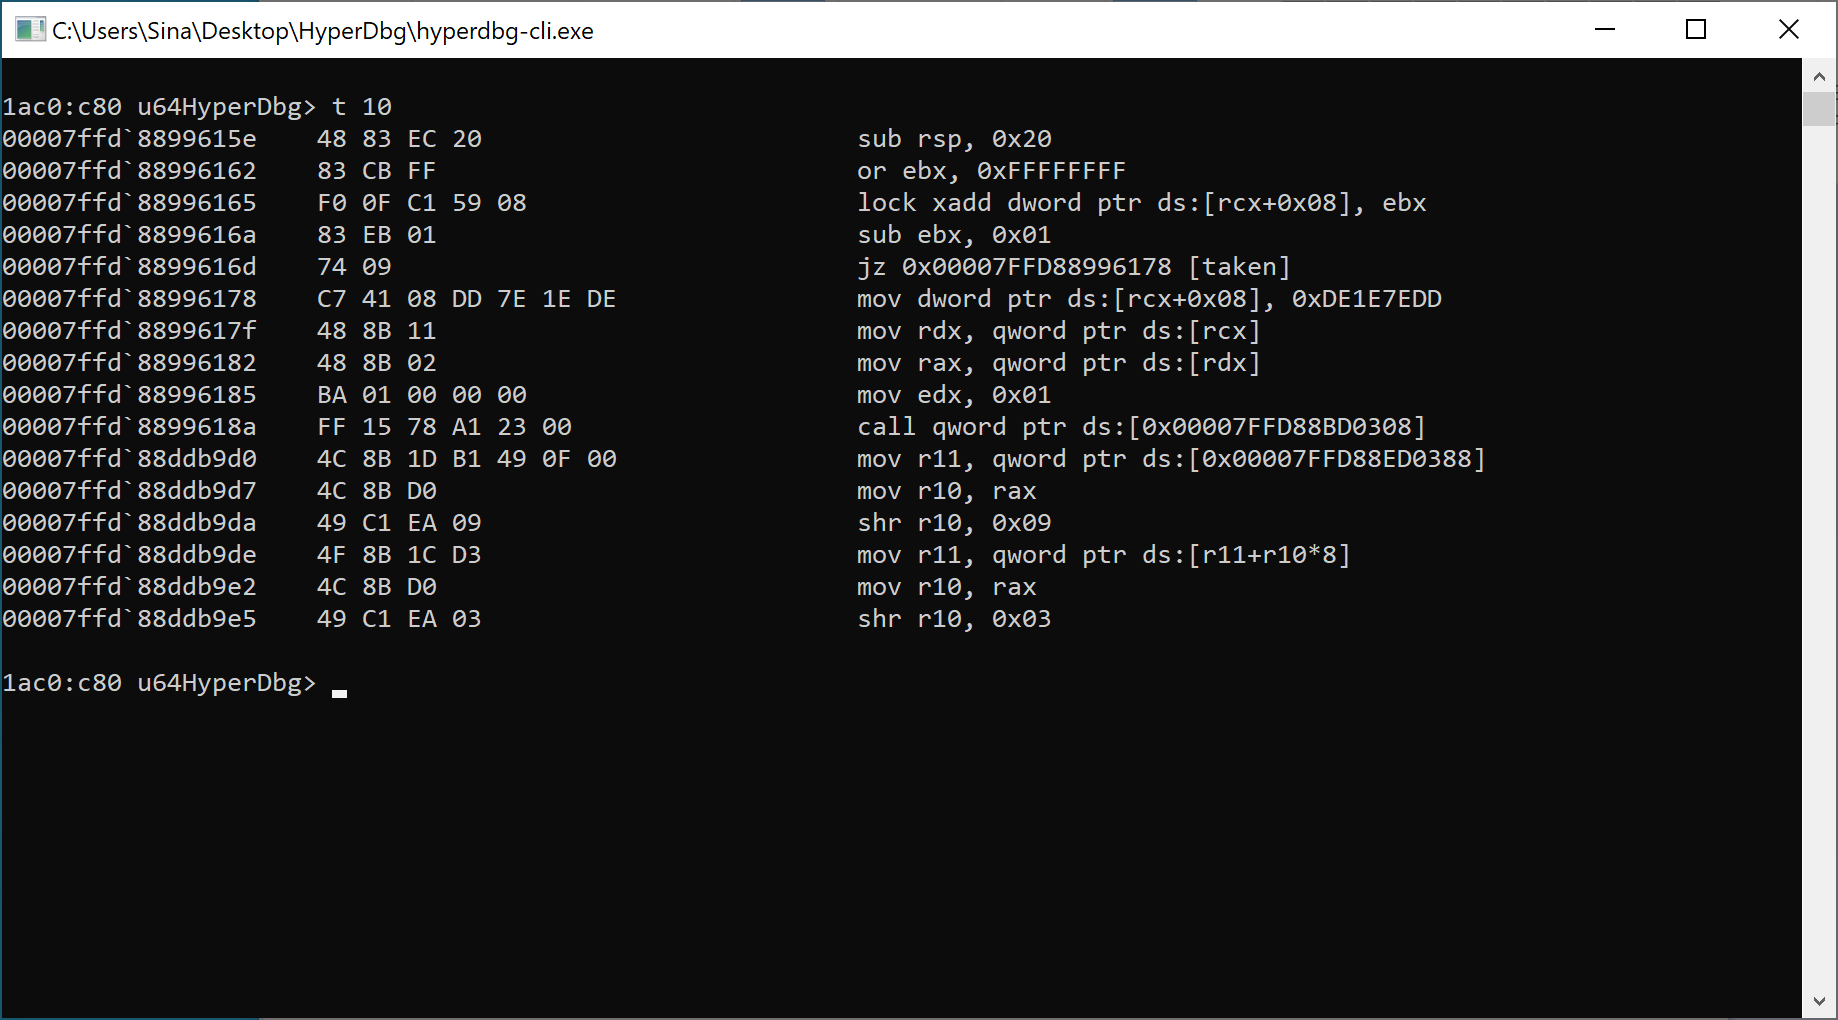 C:\Users\Sina\Desktop\HyperDbg\hyperdbg-cli.exe
1ac0:c80 u64HyperDbg> t 10
00007ffd`8899615e    48 83 EC 20                         sub rsp, 0x20
00007ffd`88996162    83 CB FF                            or ebx, 0xFFFFFFFF
00007ffd`88996165    F0 0F C1 59 08                      lock xadd dword ptr ds:[rcx+0x08], ebx
00007ffd`8899616a    83 EB 01                            sub ebx, 0x01
00007ffd`8899616d    74 09                               jz 0x00007FFD88996178 [taken]
00007ffd`88996178    C7 41 08 DD 7E 1E DE                mov dword ptr ds:[rcx+0x08], 0xDE1E7EDD
00007ffd`8899617f    48 8B 11                            mov rdx, qword ptr ds:[rcx]
00007ffd`88996182    48 8B 02                            mov rax, qword ptr ds:[rdx]
00007ffd`88996185    BA 01 00 00 00                      mov edx, 0x01
00007ffd`8899618a    FF 15 78 A1 23 00                   call qword ptr ds:[0x00007FFD88BD0308]
00007ffd`88ddb9d0    4C 8B 1D B1 49 0F 00                mov r11, qword ptr ds:[0x00007FFD88ED0388]
00007ffd`88ddb9d7    4C 8B D0                            mov r10, rax
00007ffd`88ddb9da    49 C1 EA 09                         shr r10, 0x09
00007ffd`88ddb9de    4F 8B 1C D3                         mov r11, qword ptr ds:[r11+r10*8]
00007ffd`88ddb9e2    4C 8B D0                            mov r10, rax
00007ffd`88ddb9e5    49 C1 EA 03                         shr r10, 0x03
1ac0:c80 u64HyperDbg>